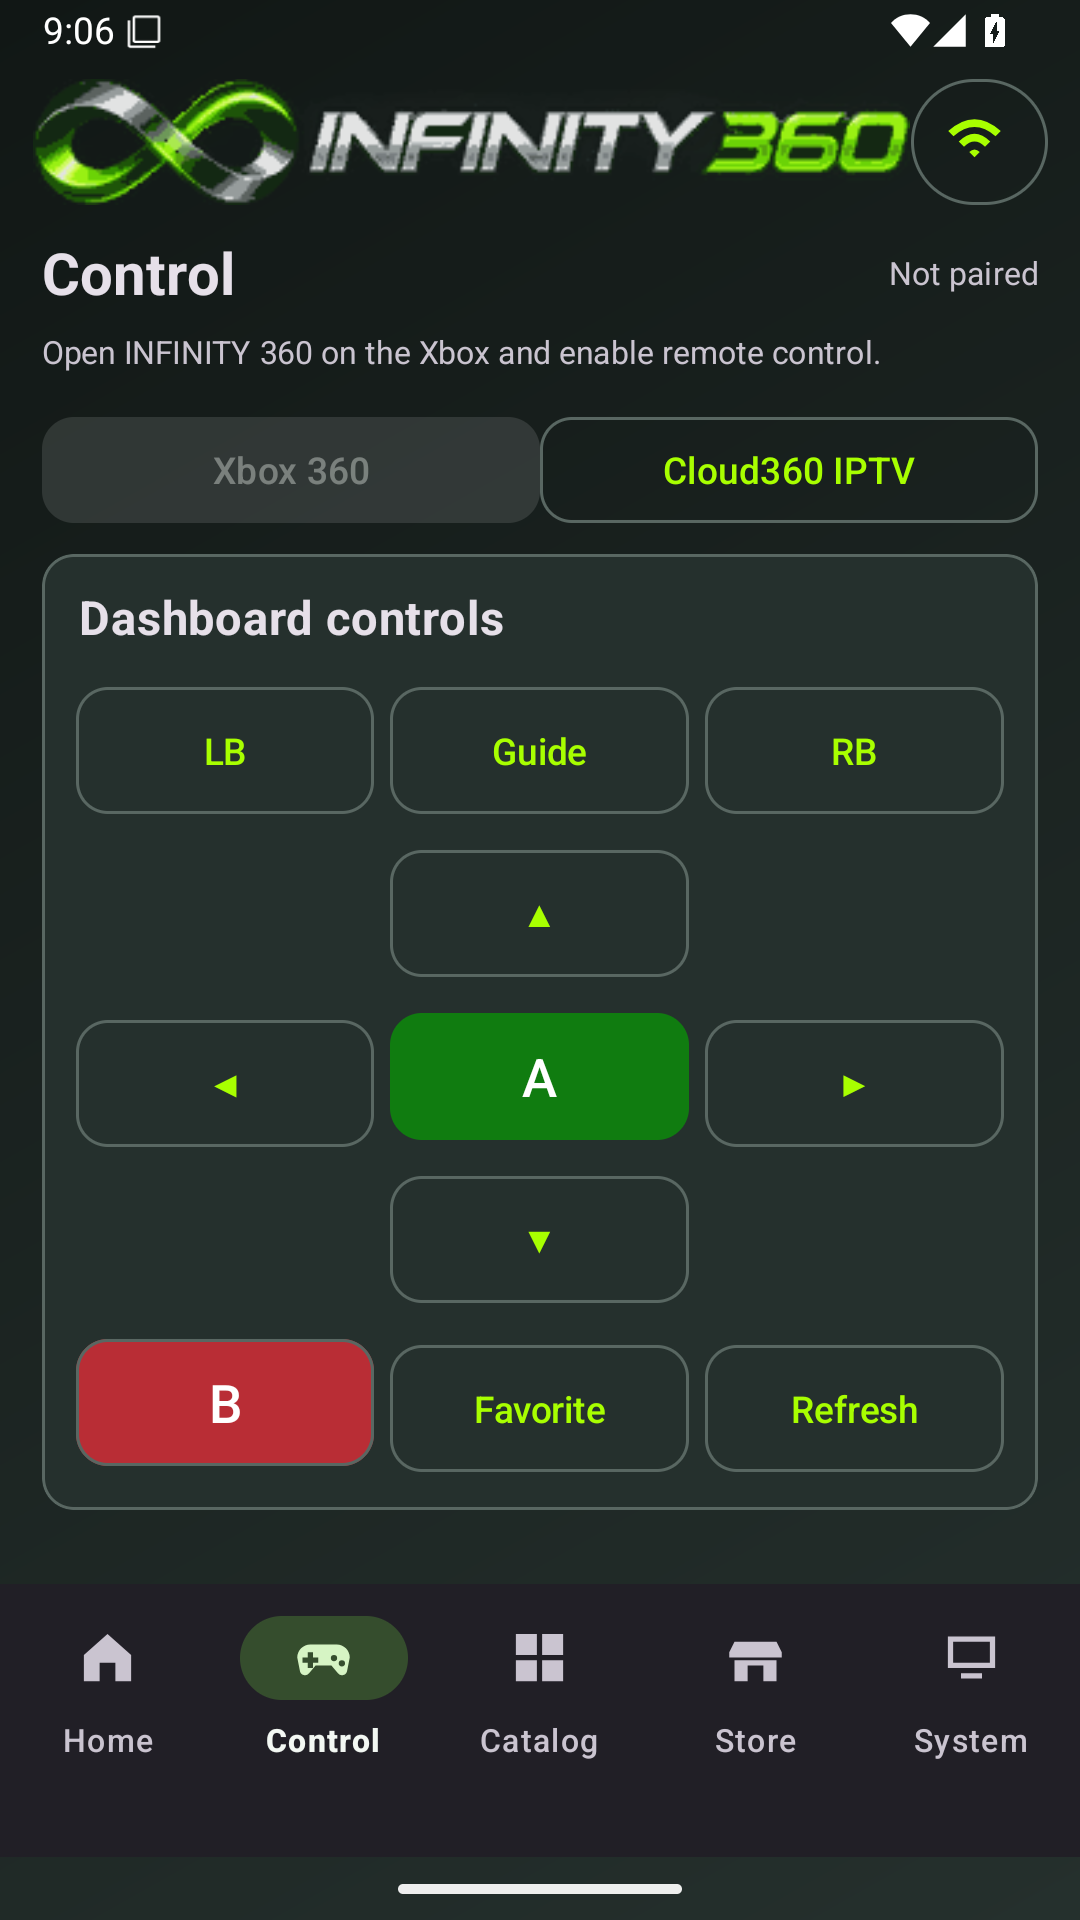 9:06
INFINITY360
Control
Not paired
Open INFINITY 360 on the Xbox and enable remote control.
Xbox 360
Cloud360 IPTV
Dashboard controls
LB
Guide
RB
▲
◄
A
►
▼
B
Favorite
Refresh
Home
Control
Catalog
Store
System